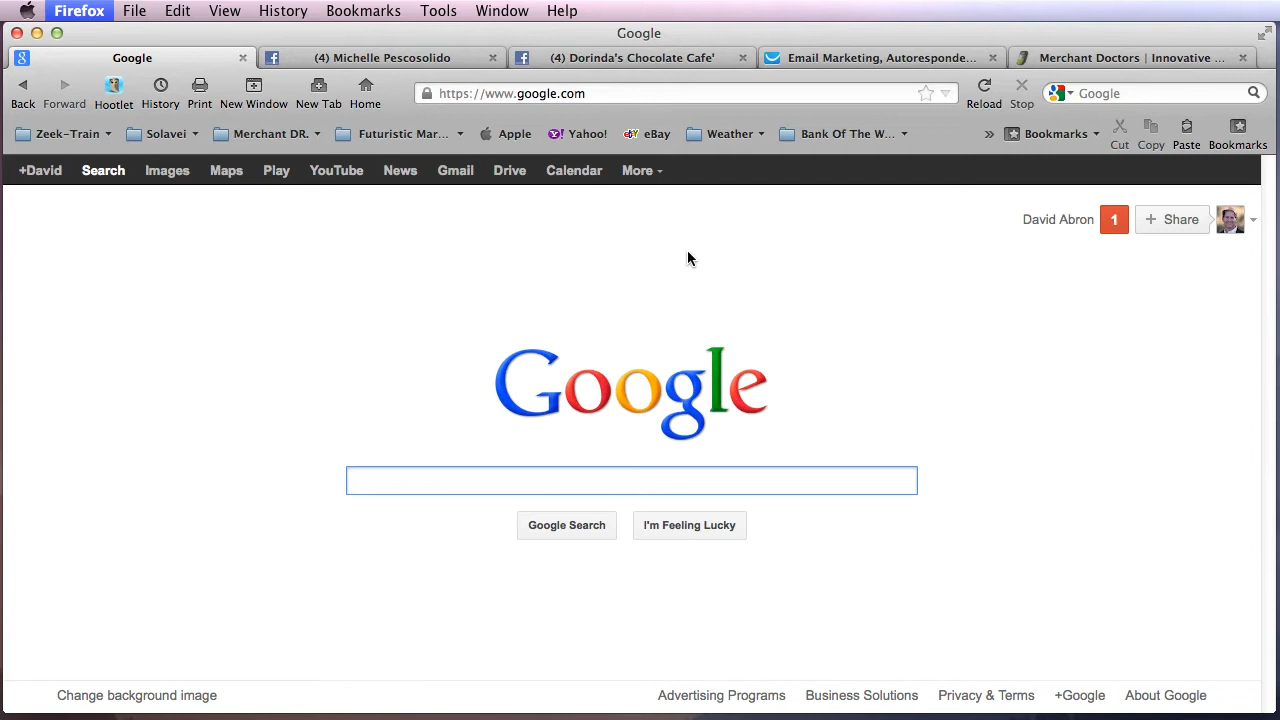 Firefox File Edit View History Bookmarks Tools Window Help
Google
Google (4) Michelle Pescosolido (4) Dorinda's Chocolate Cafe' Email Marketing, Autoresponde... Merchant Doctors | Innovative ...
https://www.google.com Google
Back Forward Hootlet History Print New Window New Tab Home Reload Stop
Zeek-Train Solavei Merchant DR. Futuristic Mar... Apple Yahoo! eBay Weather Bank Of The W... » Bookmarks Cut Copy Paste Bookmarks
+David Search Images Maps Play YouTube News Gmail Drive Calendar More
David Abron 1 + Share
Google
Google Search I'm Feeling Lucky
Change background image Advertising Programs Business Solutions Privacy & Terms +Google About Google